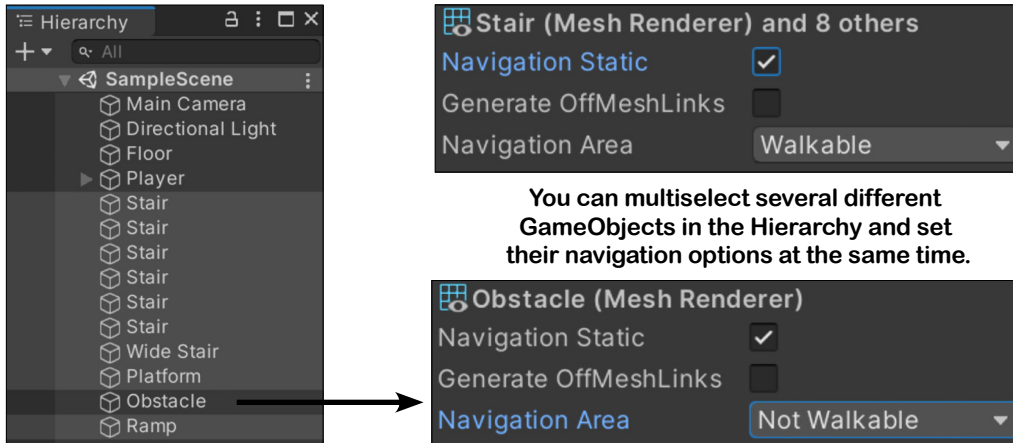 Hierarchy
All
SampleScene
Main Camera
Directional Light
Floor
Player
Stair
Stair
Stair
Stair
Stair
Stair
Wide Stair
Platform
Obstacle
Ramp
Stair (Mesh Renderer) and 8 others
Navigation Static
Generate OffMeshLinks
Navigation Area Walkable
You can multiselect several different
GameObjects in the Hierarchy and set
their navigation options at the same time.
Obstacle (Mesh Renderer)
Navigation Static
Generate OffMeshLinks
Navigation Area Not Walkable